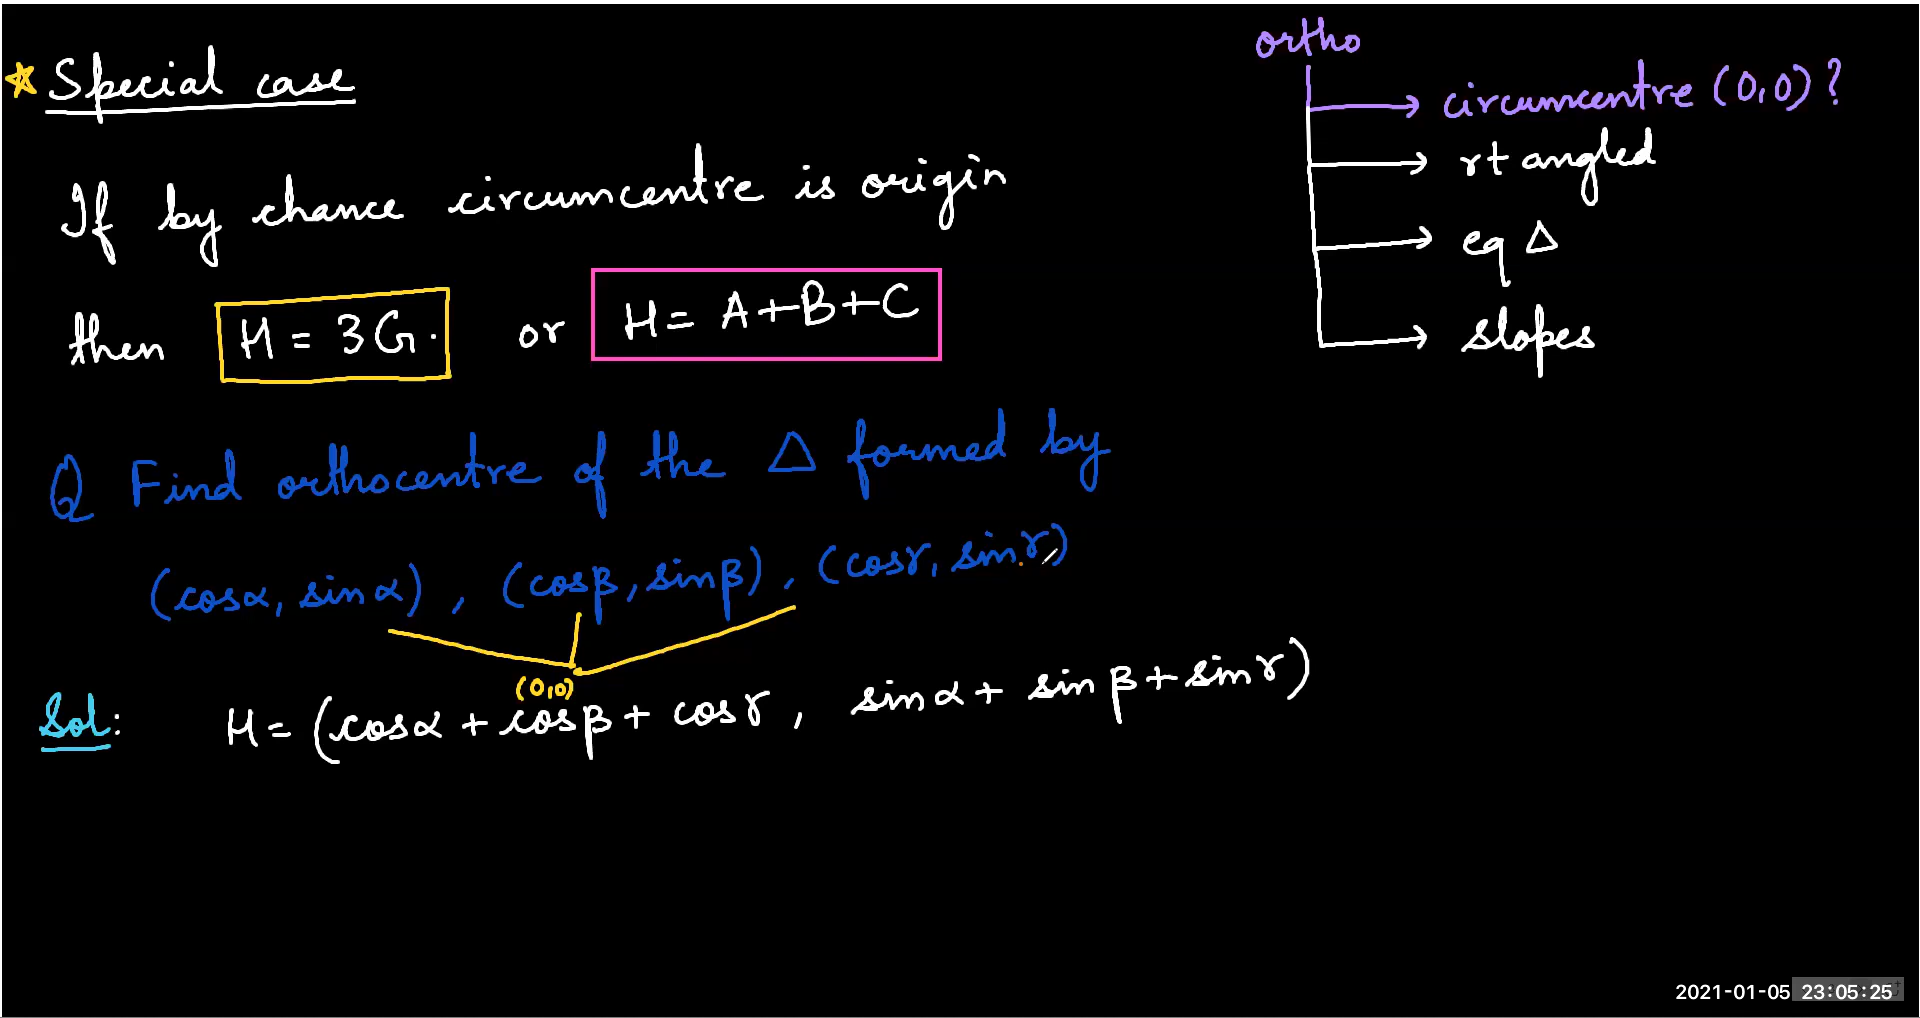 Special case
If by chance circumcentre is origin
then H = 3G. or H = A+B+C
ortho
circumcentre (0,0)?
rt angled
eq Δ
slopes
Q Find orthocentre of the Δ formed by
(cosα, sinα), (cosβ, sinβ), (cosγ, sinγ)
(0,0)
Sol: H = (cosα + cosβ + cosγ, sinα + sinβ + sinγ)
2021-01-05 23:05:25